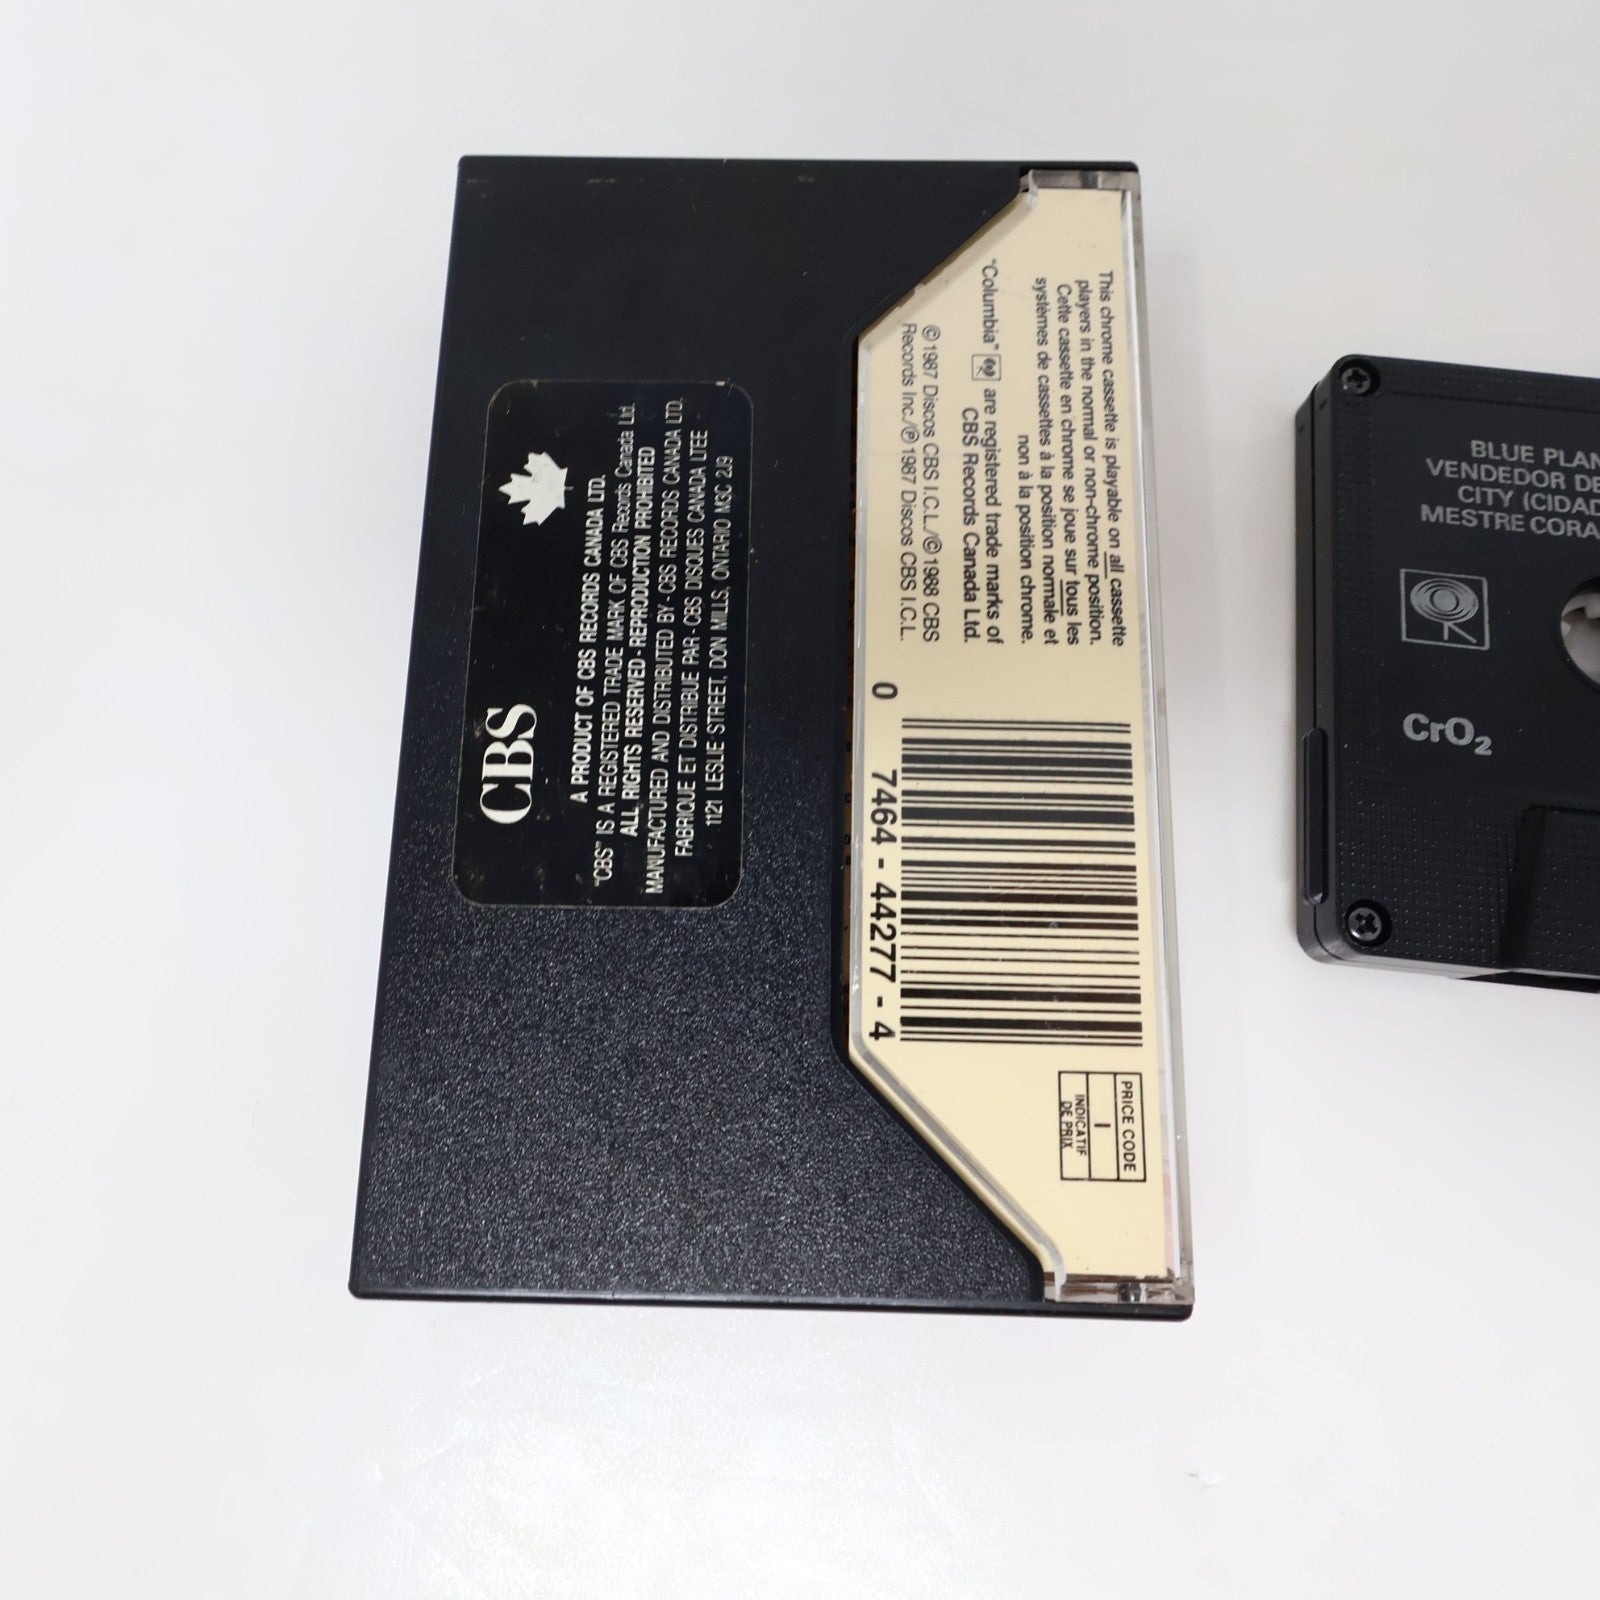 CBS
A PRODUCT OF CBS RECORDS CANADA LTD.
"CBS" IS A REGISTERED TRADE MARK OF CBS Records Canada Ltd.
ALL RIGHTS RESERVED - REPRODUCTION PROHIBITED
MANUFACTURED AND DISTRIBUTED BY - CBS RECORDS CANADA LTD.
FABRIQUE ET DISTRIBUE PAR - CBS DISQUES CANADA LTEE
1121 LESLIE STREET, DON MILLS, ONTARIO M3C 2J9
This chrome cassette is playable on all cassette
players in the normal or non-chrome position.
Cette cassette en chrome se joue sur tous les
systèmes de cassettes à la position normale et
non à la position chrome.
"Columbia" are registered trade marks of
CBS Records Canada Ltd.
© 1987 Discos CBS I.C.L./© 1988 CBS
Records Inc./℗ 1987 Discos CBS I.C.L.
0 7464 - 44277 - 4
PRICE CODE
I
INDICATIF
DE PRIX
BLUE PLAN
VENDEDOR DE
CITY (CIDAD
MESTRE CORA
CrO2